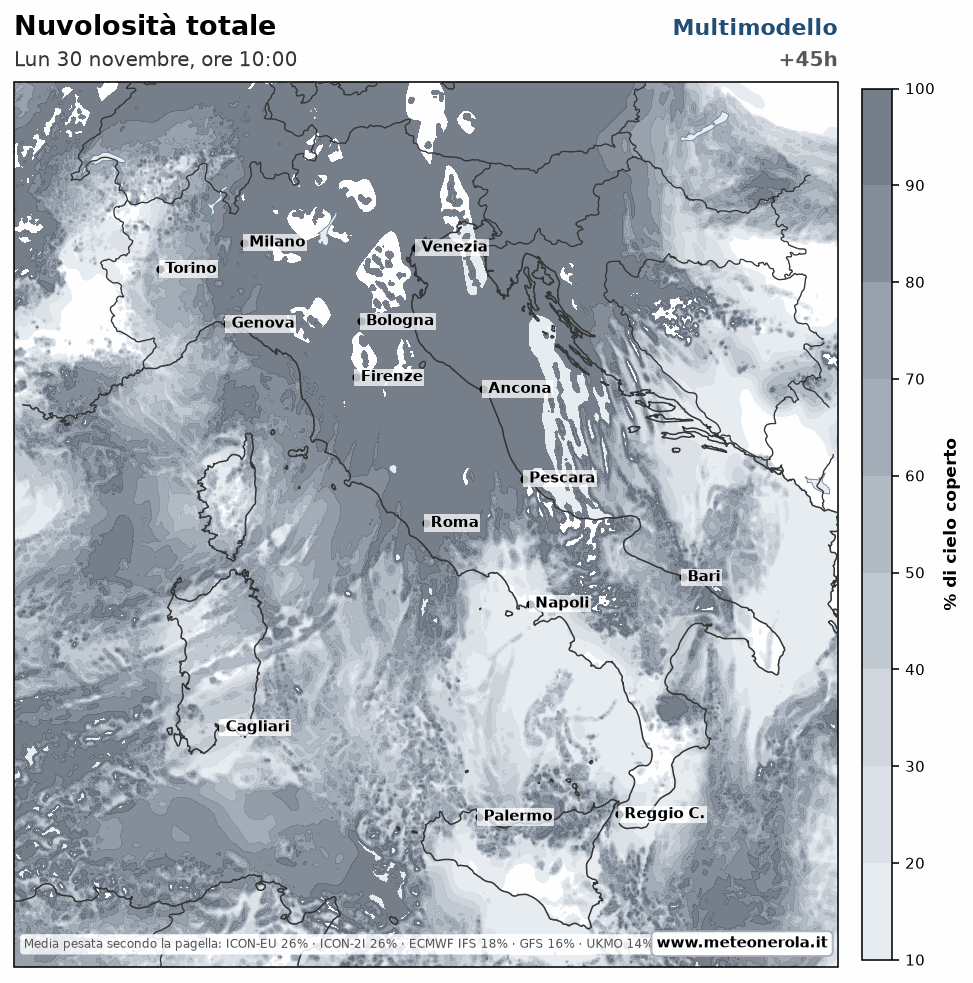 Nuvolosità totale
Multimodello
Lun 30 novembre, ore 10:00
+45h
100
90
80
70
60
50
40
30
20
10
% di cielo coperto
Milano
Venezia
Torino
Genova
Bologna
Firenze
Ancona
Pescara
Roma
Bari
Napoli
Cagliari
Palermo
Reggio C.
Media pesata secondo la pagella: ICON-EU 26% · ICON-2I 26% · ECMWF IFS 18% · GFS 16% · UKMO 14%
www.meteonerola.it